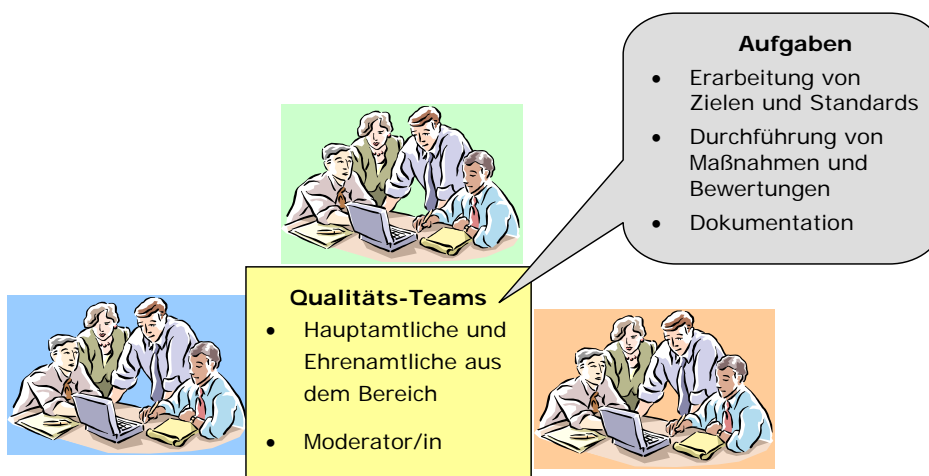 Aufgaben
• Erarbeitung von
Zielen und Standards
• Durchführung von
Maßnahmen und
Bewertungen
• Dokumentation
Qualitäts-Teams
• Hauptamtliche und
Ehrenamtliche aus
dem Bereich
• Moderator/in